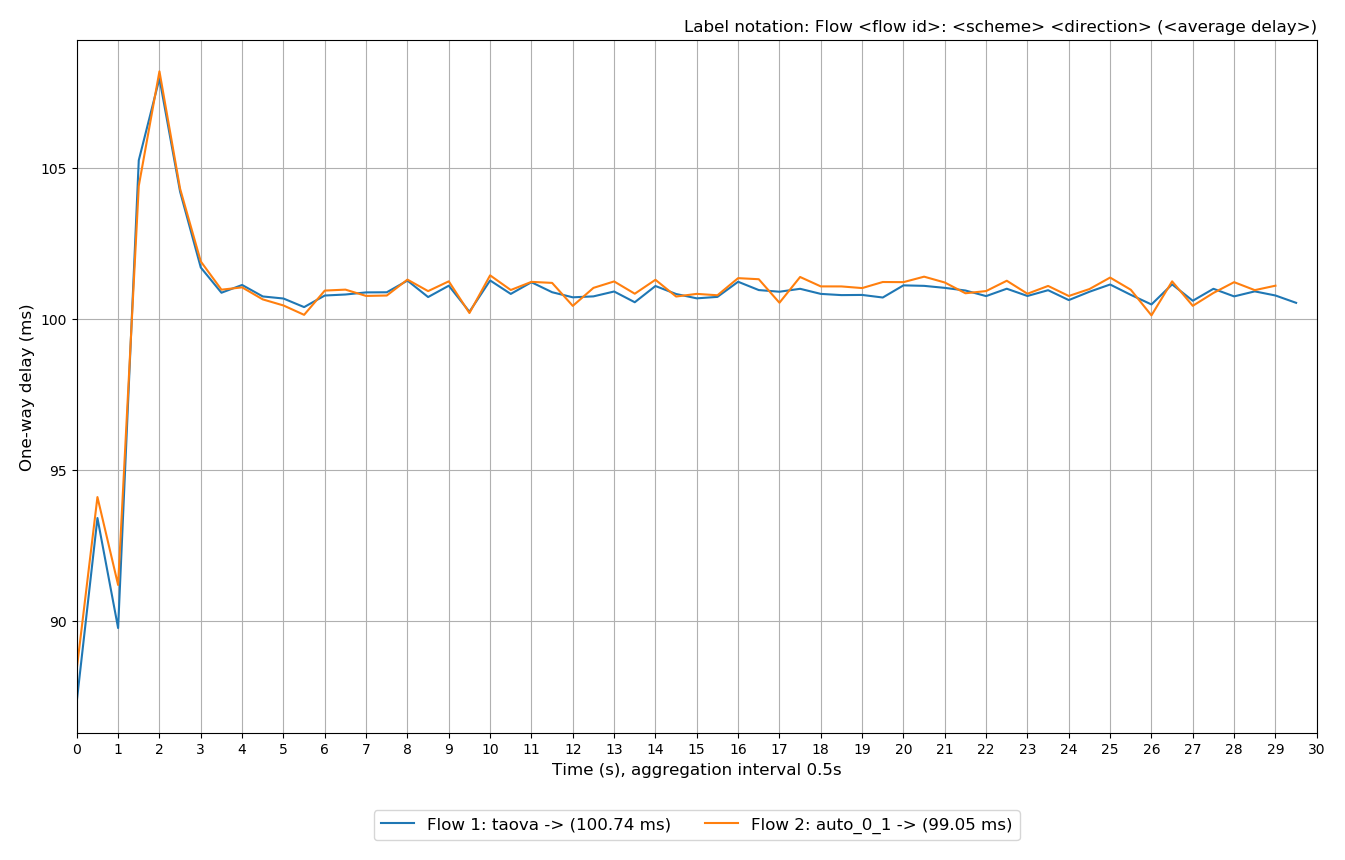 Label notation: Flow <flow id>: <scheme> <direction> (<average delay>)
105
100
95
90
One-way delay (ms)
0 1 2 3 4 5 6 7 8 9 10 11 12 13 14 15 16 17 18 19 20 21 22 23 24 25 26 27 28 29 30
Time (s), aggregation interval 0.5s
Flow 1: taova -> (100.74 ms) Flow 2: auto_0_1 -> (99.05 ms)